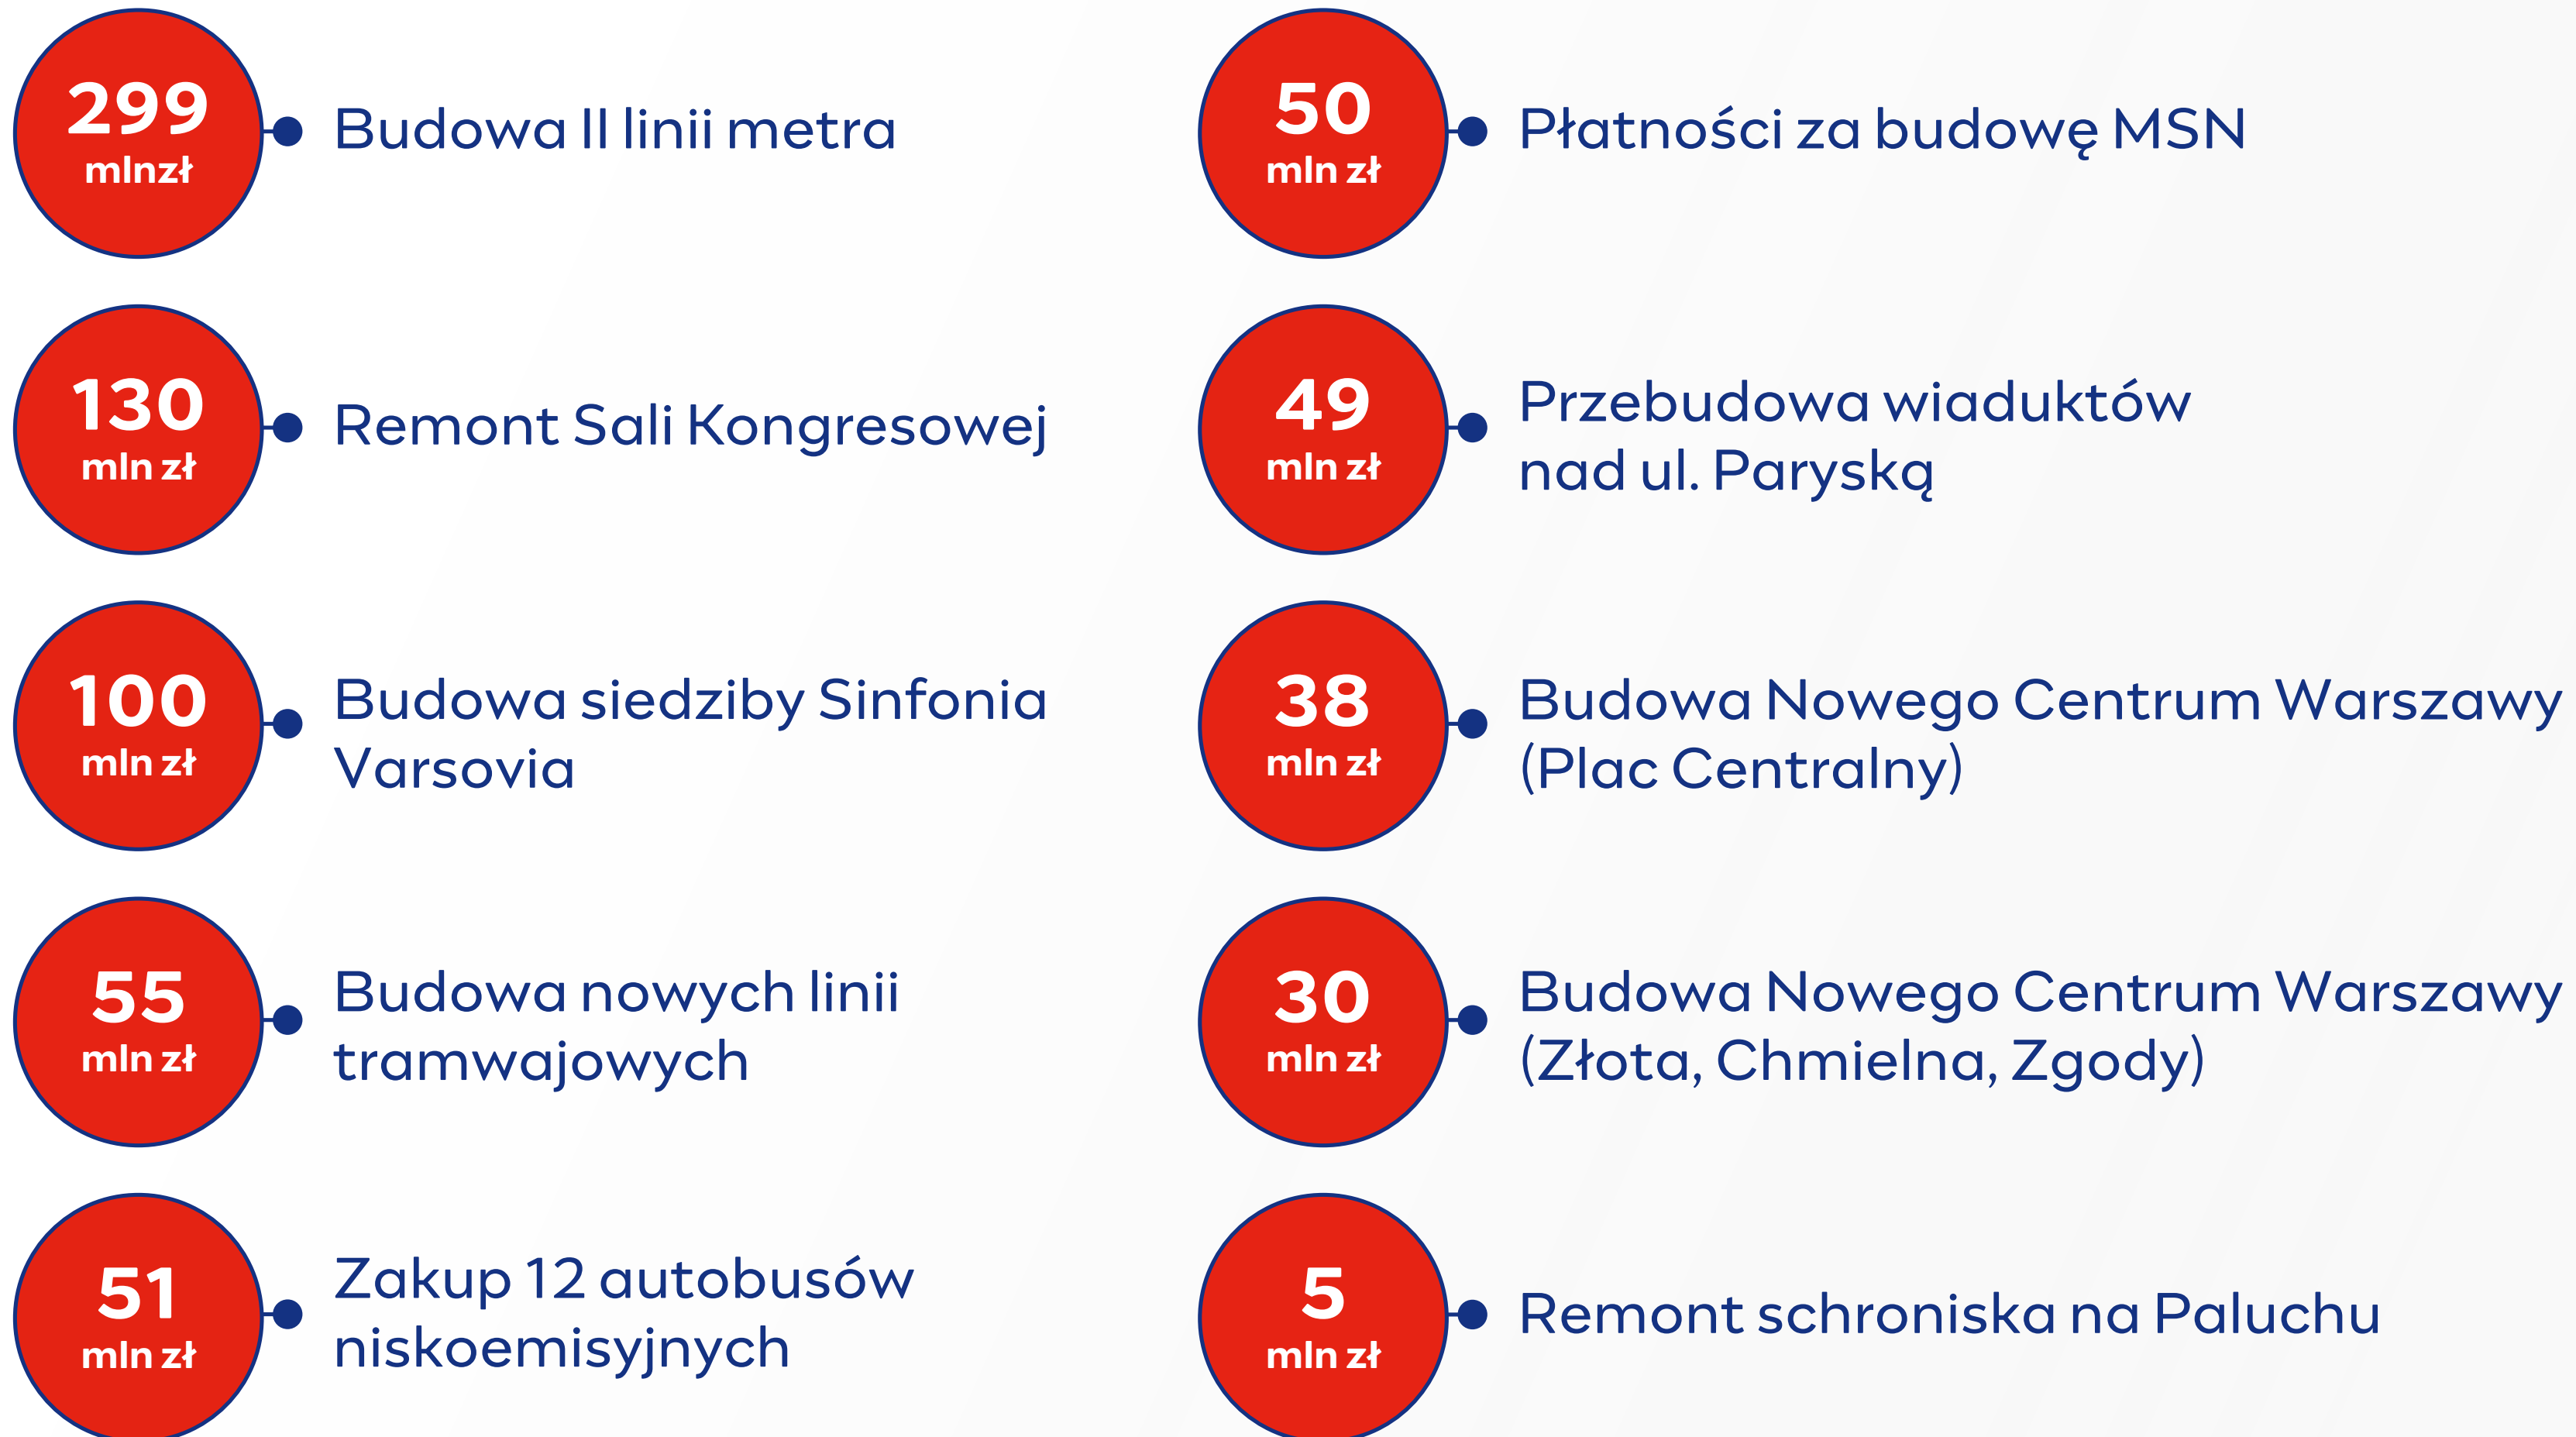 299
mlnzł
Budowa II linii metra
130
mln zł
Remont Sali Kongresowej
100
mln zł
Budowa siedziby Sinfonia
Varsovia
55
mln zł
Budowa nowych linii
tramwajowych
51
mln zł
Zakup 12 autobusów
niskoemisyjnych
50
mln zł
Płatności za budowę MSN
49
mln zł
Przebudowa wiaduktów
nad ul. Paryską
38
mln zł
Budowa Nowego Centrum Warszawy
(Plac Centralny)
30
mln zł
Budowa Nowego Centrum Warszawy
(Złota, Chmielna, Zgody)
5
mln zł
Remont schroniska na Paluchu